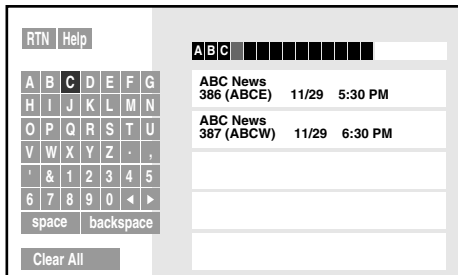 RTN Help
A B C
A B C D E F G
H I J K L M N
O P Q R S T U
V W X Y Z · ,
' & 1 2 3 4 5
6 7 8 9 0 ◄ ►
space backspace
Clear All
ABC News
386 (ABCE) 11/29 5:30 PM
ABC News
387 (ABCW) 11/29 6:30 PM